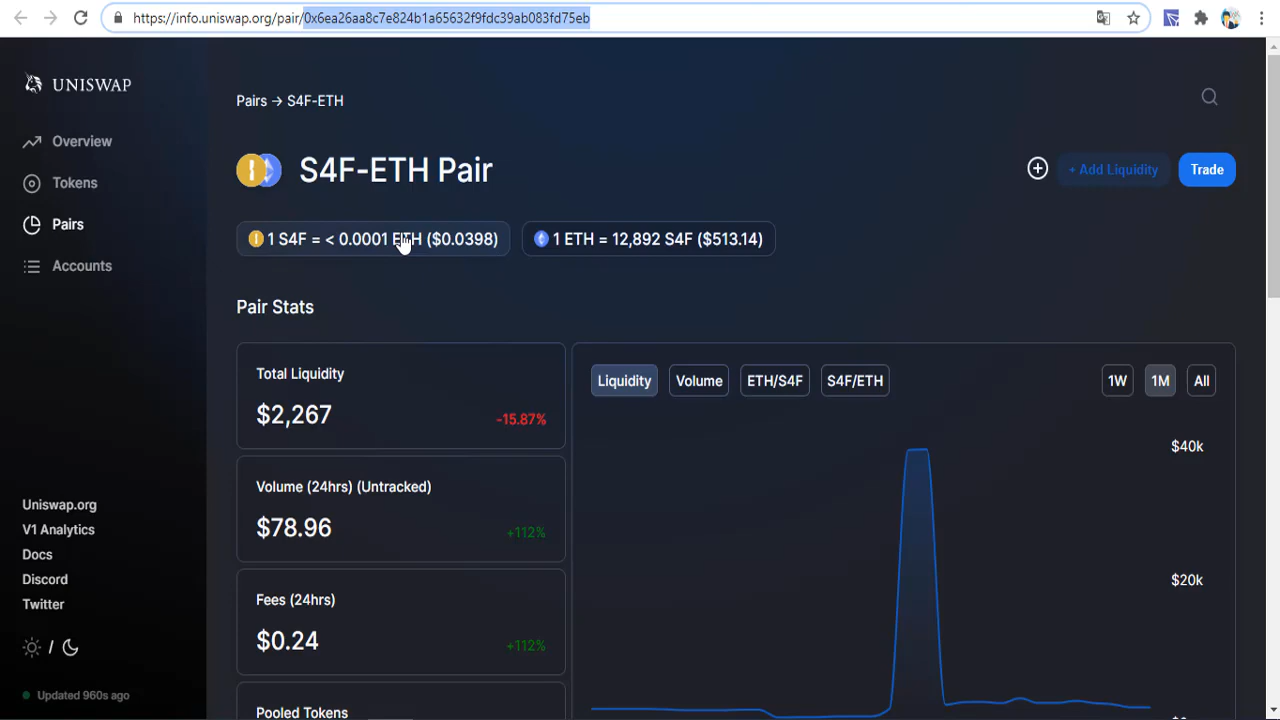 https://info.uniswap.org/pair/0x6ea26aa8c7e824b1a65632f9fdc39ab083fd75eb
UNISWAP
Overview
Tokens
Pairs
Accounts
Uniswap.org
V1 Analytics
Docs
Discord
Twitter
/
Updated 960s ago
Pairs → S4F-ETH
S4F-ETH Pair
+ Add Liquidity
Trade
1 S4F = < 0.0001 ETH ($0.0398)
1 ETH = 12,892 S4F ($513.14)
Pair Stats
Total Liquidity
$2,267
-15.87%
Volume (24hrs) (Untracked)
$78.96
+112%
Fees (24hrs)
$0.24
+112%
Pooled Tokens
Liquidity
Volume
ETH/S4F
S4F/ETH
1W
1M
All
$40k
$20k